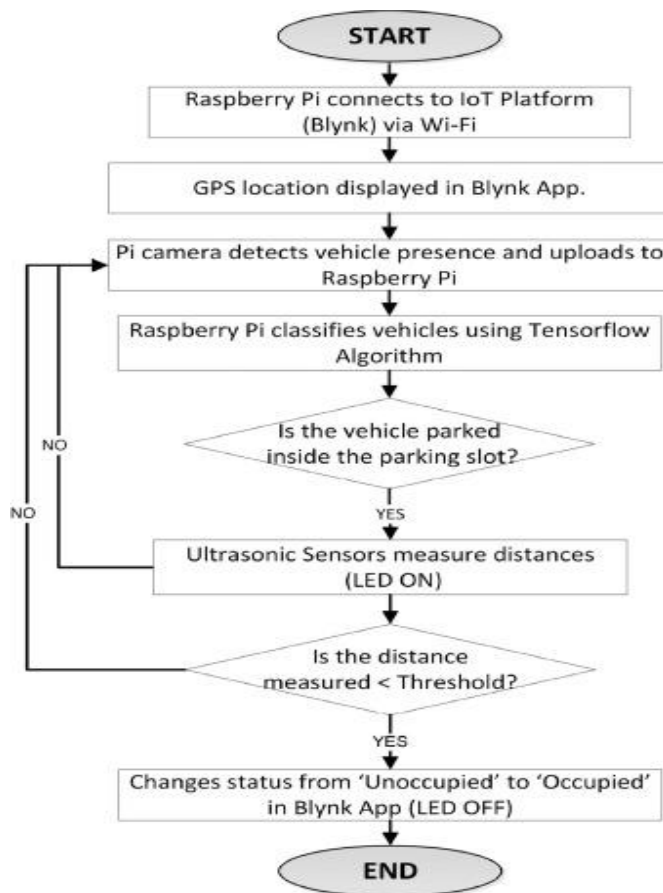 START
Raspberry Pi connects to IoT Platform
(Blynk) via Wi-Fi
GPS location displayed in Blynk App.
Pi camera detects vehicle presence and uploads to
Raspberry Pi
Raspberry Pi classifies vehicles using Tensorflow
Algorithm
Is the vehicle parked
inside the parking slot?
NO
NO
YES
Ultrasonic Sensors measure distances
(LED ON)
Is the distance
measured < Threshold?
YES
Changes status from ‘Unoccupied’ to ‘Occupied’
in Blynk App (LED OFF)
END